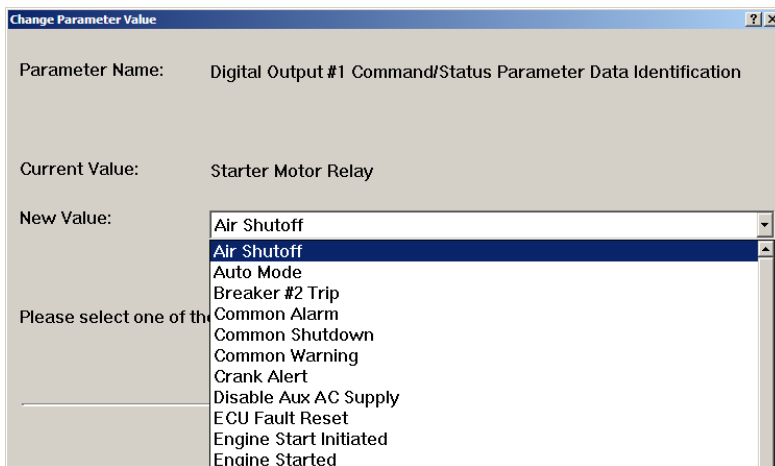 Change Parameter Value
Parameter Name: Digital Output #1 Command/Status Parameter Data Identification
Current Value: Starter Motor Relay
New Value: Air Shutoff
Air Shutoff
Auto Mode
Breaker #2 Trip
Please select one of the Common Alarm
Common Shutdown
Common Warning
Crank Alert
Disable Aux AC Supply
ECU Fault Reset
Engine Start Initiated
Engine Started